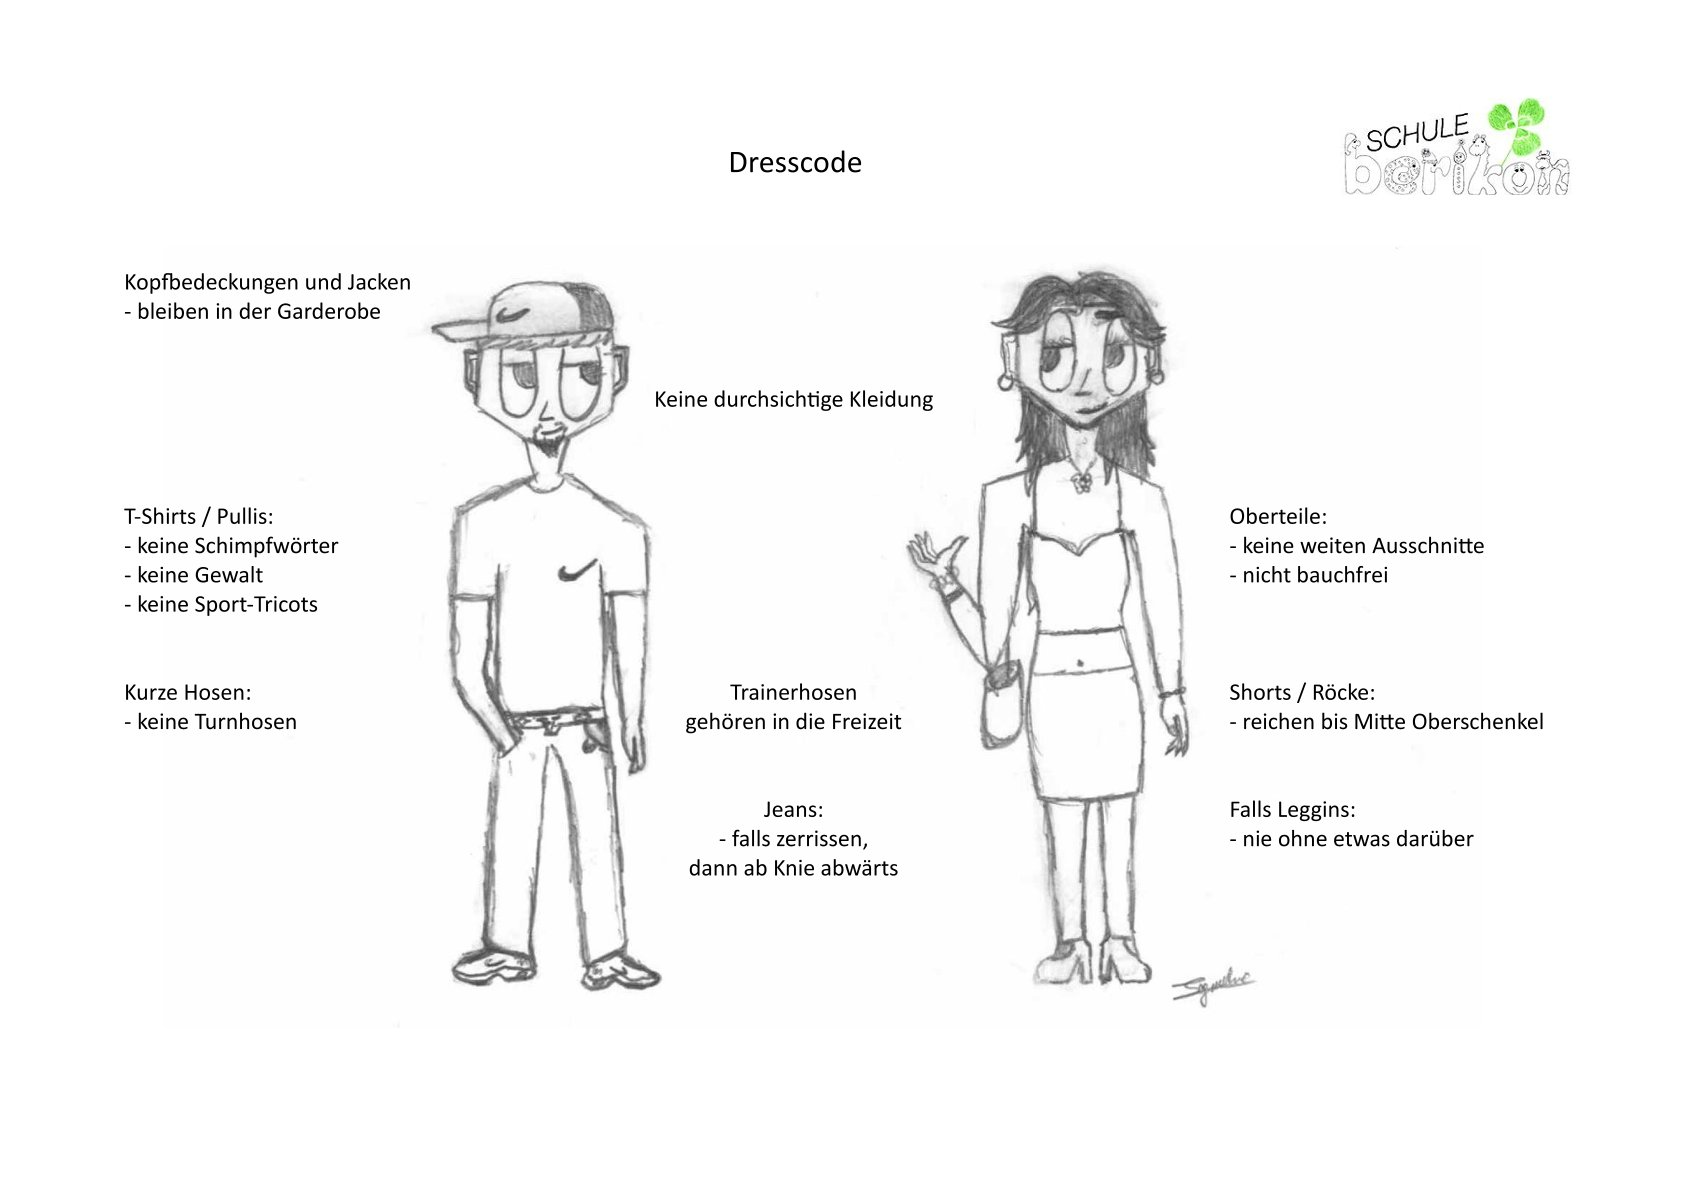 SCHULE
berikon
Dresscode
Kopfbedeckungen und Jacken
- bleiben in der Garderobe
Keine durchsichtige Kleidung
T-Shirts / Pullis:
- keine Schimpfwörter
- keine Gewalt
- keine Sport-Tricots
Oberteile:
- keine weiten Ausschnitte
- nicht bauchfrei
Kurze Hosen:
- keine Turnhosen
Trainerhosen
gehören in die Freizeit
Shorts / Röcke:
- reichen bis Mitte Oberschenkel
Jeans:
- falls zerrissen,
dann ab Knie abwärts
Falls Leggins:
- nie ohne etwas darüber